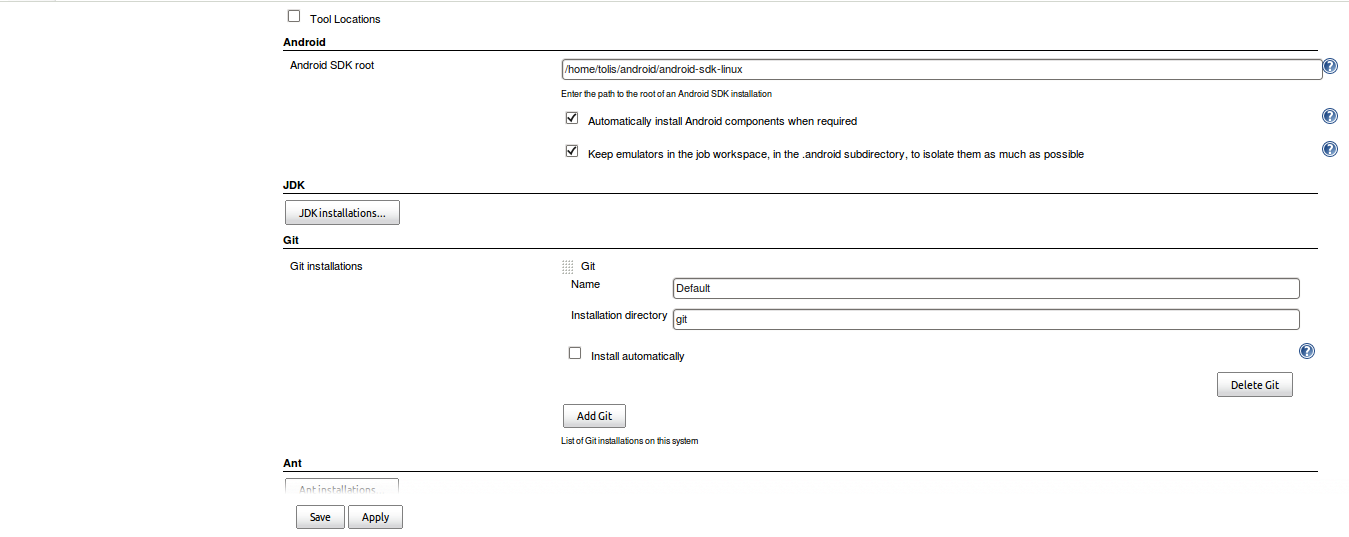 Tool Locations
Android
Android SDK root
/home/tolis/android/android-sdk-linux
Enter the path to the root of an Android SDK installation
Automatically install Android components when required
Keep emulators in the job workspace, in the .android subdirectory, to isolate them as much as possible
JDK
JDK installations...
Git
Git installations
Git
Name
Default
Installation directory
git
Install automatically
Delete Git
Add Git
List of Git installations on this system
Ant
Ant installations...
Save Apply